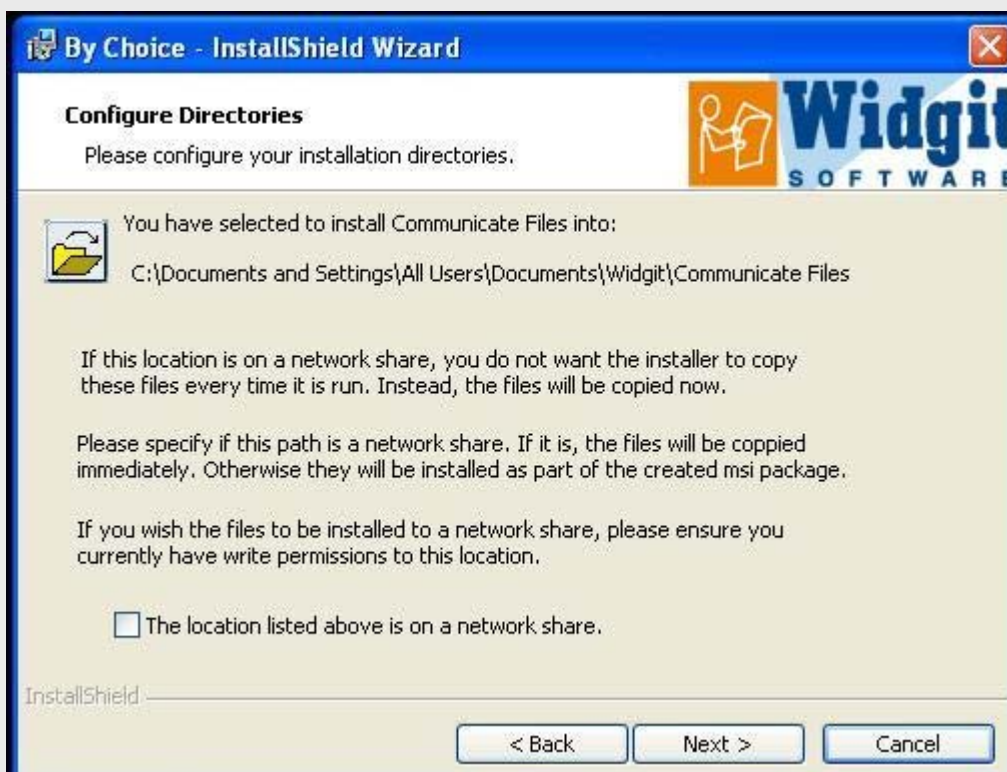 By Choice - InstallShield Wizard
Configure Directories
Please configure your installation directories.
Widgit
SOFTWARE
You have selected to install Communicate Files into:
C:\Documents and Settings\All Users\Documents\Widgit\Communicate Files
If this location is on a network share, you do not want the installer to copy
these files every time it is run. Instead, the files will be copied now.
Please specify if this path is a network share. If it is, the files will be coppied
immediately. Otherwise they will be installed as part of the created msi package.
If you wish the files to be installed to a network share, please ensure you
currently have write permissions to this location.
The location listed above is on a network share.
InstallShield
< Back Next > Cancel